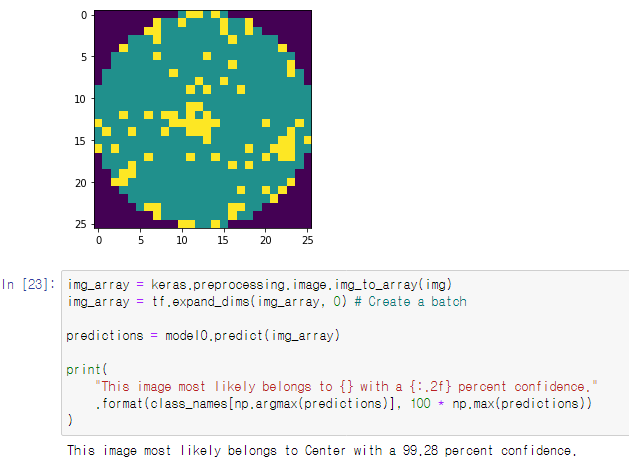 0
5
10
15
20
25
0 5 10 15 20 25
In [23]:
img_array = keras.preprocessing.image.img_to_array(img)
img_array = tf.expand_dims(img_array, 0) # Create a batch
predictions = model0.predict(img_array)
print(
"This image most likely belongs to {} with a {:.2f} percent confidence."
.format(class_names[np.argmax(predictions)], 100 * np.max(predictions))
)
This image most likely belongs to Center with a 99.28 percent confidence.